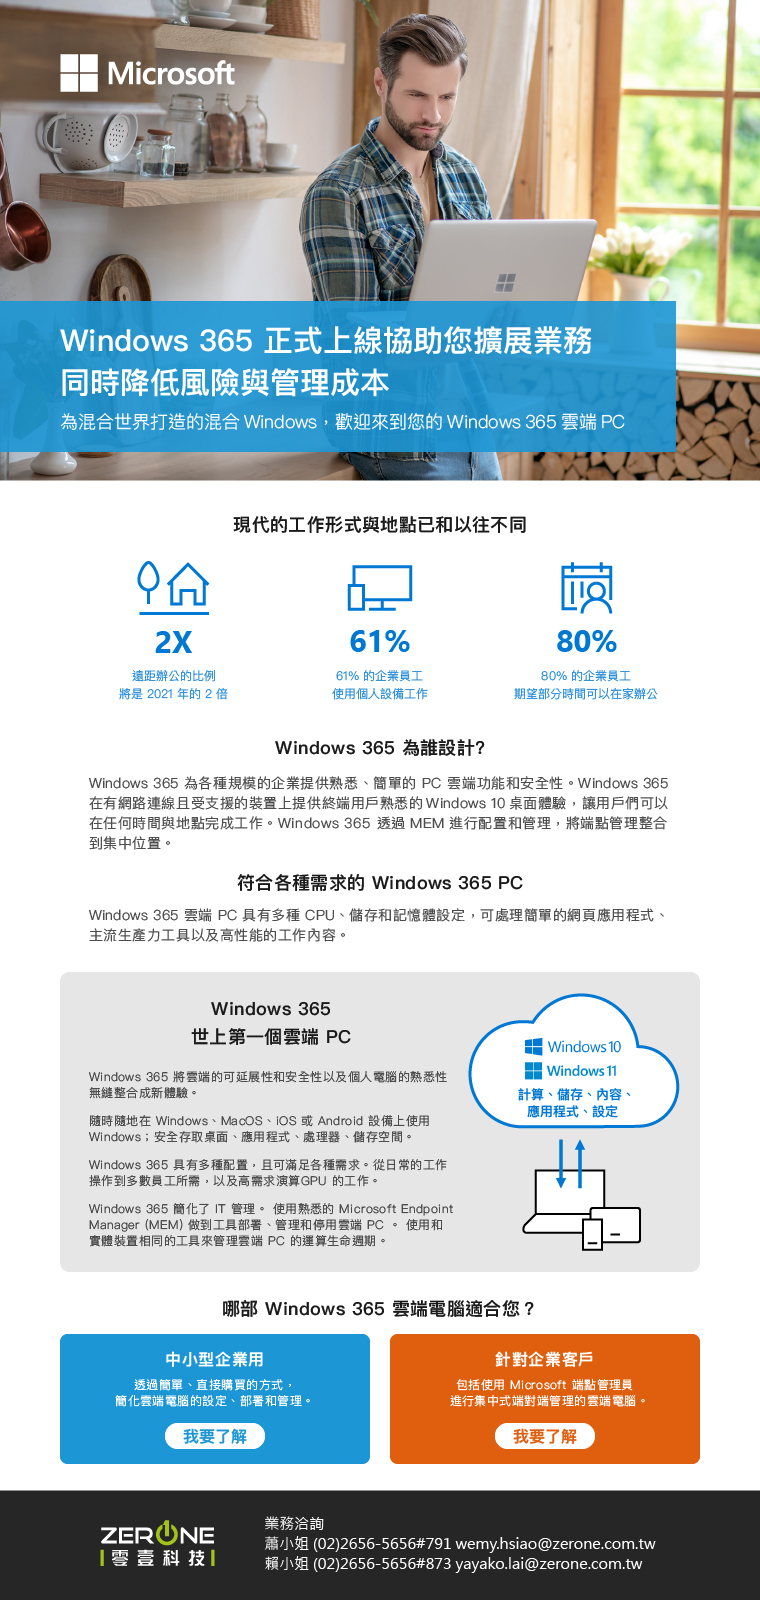 Microsoft
Windows 365 正式上線協助您擴展業務
同時降低風險與管理成本
為混合世界打造的混合 Windows，歡迎來到您的 Windows 365 雲端 PC
現代的工作形式與地點已和以往不同
2X
遠距辦公的比例
將是 2021 年的 2 倍
61%
61% 的企業員工
使用個人設備工作
80%
80% 的企業員工
期望部分時間可以在家辦公
Windows 365 為誰設計?
Windows 365 為各種規模的企業提供熟悉、簡單的 PC 雲端功能和安全性。Windows 365
在有網路連線且受支援的裝置上提供終端用戶熟悉的 Windows 10 桌面體驗，讓用戶們可以
在任何時間與地點完成工作。Windows 365 透過 MEM 進行配置和管理，將端點管理整合
到集中位置。
符合各種需求的 Windows 365 PC
Windows 365 雲端 PC 具有多種 CPU、儲存和記憶體設定，可處理簡單的網頁應用程式、
主流生產力工具以及高性能的工作內容。
Windows 365
世上第一個雲端 PC
Windows 365 將雲端的可延展性和安全性以及個人電腦的熟悉性
無縫整合成新體驗。
隨時隨地在 Windows、MacOS、iOS 或 Android 設備上使用
Windows；安全存取桌面、應用程式、處理器、儲存空間。
Windows 365 具有多種配置，且可滿足各種需求。從日常的工作
操作到多數員工所需，以及高需求演算GPU 的工作。
Windows 365 簡化了 IT 管理。 使用熟悉的 Microsoft Endpoint
Manager (MEM) 做到工具部署、管理和停用雲端 PC 。 使用和
實體裝置相同的工具來管理雲端 PC 的運算生命週期。
Windows 10
Windows 11
計算、儲存、內容、
應用程式、設定
哪部 Windows 365 雲端電腦適合您？
中小型企業用
透過簡單、直接購買的方式，
簡化雲端電腦的設定、部署和管理。
我要了解
針對企業客戶
包括使用 Microsoft 端點管理員
進行集中式端對端管理的雲端電腦。
我要了解
ZERONE
零壹科技
業務洽詢
蕭小姐 (02)2656-5656#791 wemy.hsiao@zerone.com.tw
賴小姐 (02)2656-5656#873 yayako.lai@zerone.com.tw